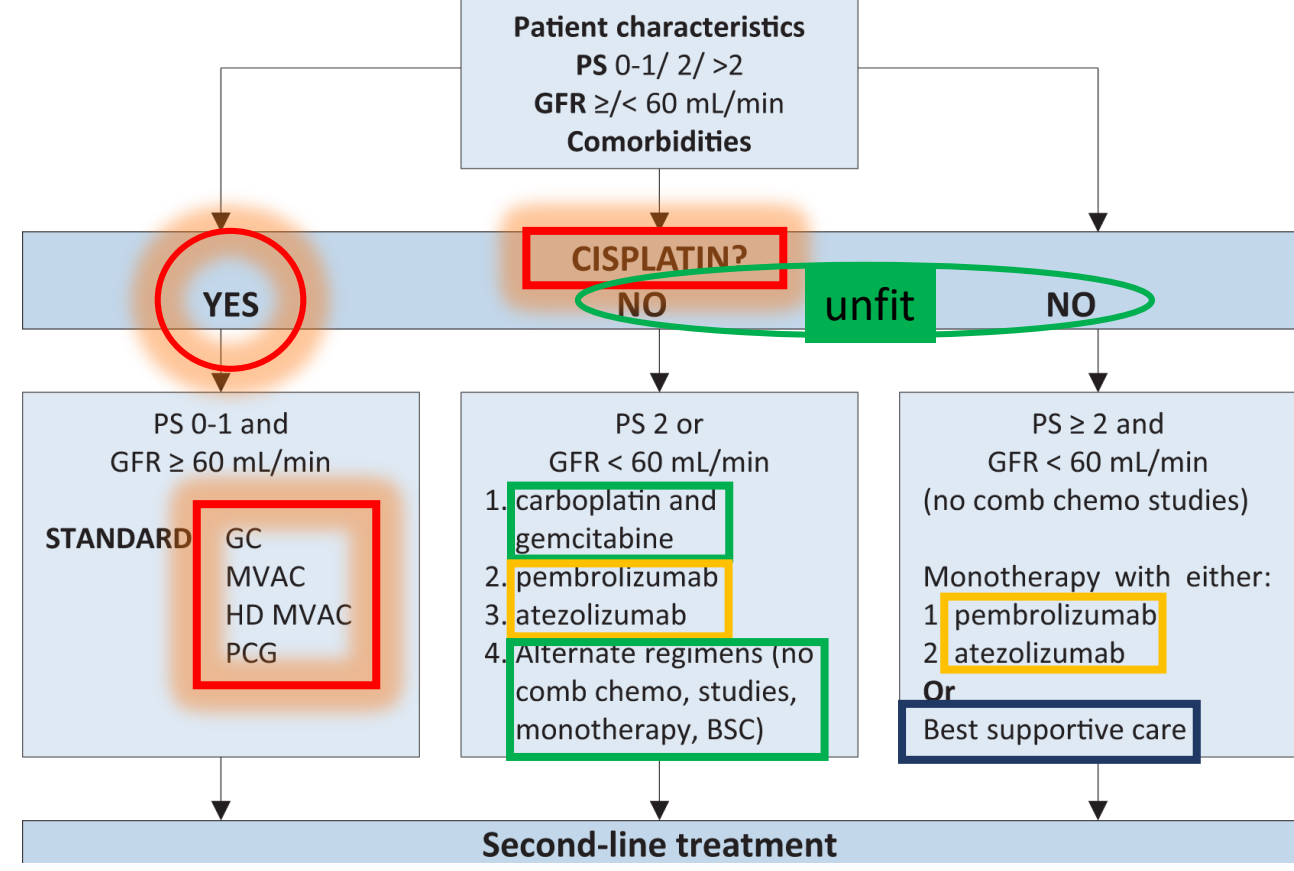 Patient characteristics
PS 0-1/ 2/ >2
GFR ≥/< 60 mL/min
Comorbidities
CISPLATIN?
YES
NO
unfit
NO
PS 0-1 and
GFR ≥ 60 mL/min
STANDARD GC
MVAC
HD MVAC
PCG
PS 2 or
GFR < 60 mL/min
1. carboplatin and
gemcitabine
2. pembrolizumab
3. atezolizumab
4. Alternate regimens (no
comb chemo, studies,
monotherapy, BSC)
PS ≥ 2 and
GFR < 60 mL/min
(no comb chemo studies)
Monotherapy with either:
1 pembrolizumab
2 atezolizumab
Or
Best supportive care
Second-line treatment